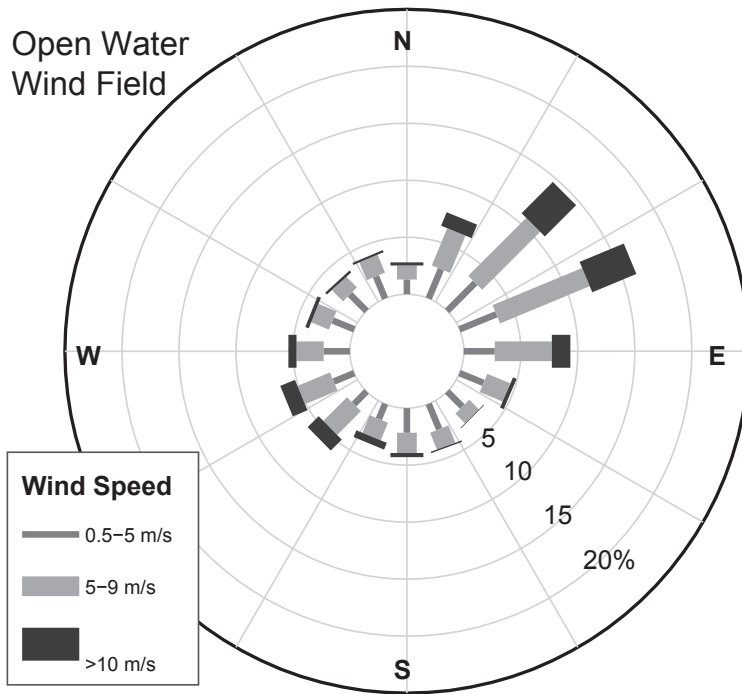 Open Water
Wind Field
N
W
E
5
10
15
20%
S
Wind Speed
0.5−5 m/s
5−9 m/s
>10 m/s